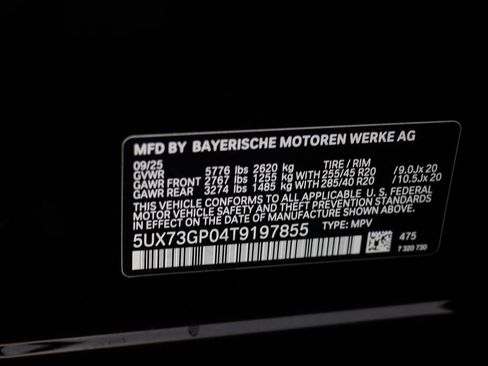 MFD BY BAYERISCHE MOTOREN WERKE AG
09/25
GVWR 5776 lbs 2620 kg TIRE / RIM
GAWR FRONT 2767 lbs 1255 kg WITH 255/45 R20 /9.0Jx 20
GAWR REAR 3274 lbs 1485 kg WITH 285/40 R20 /10.5Jx 20
THIS VEHICLE CONFORMS TO ALL APPLICABLE U. S. FEDERAL
MOTOR VEHICLE SAFETY AND THEFT PREVENTION STANDARDS
IN EFFECT ON THE DATE OF MANUFACTURE SHOWN ABOVE.
5UX73GP04T9197855 TYPE: MPV
475
7 320 730